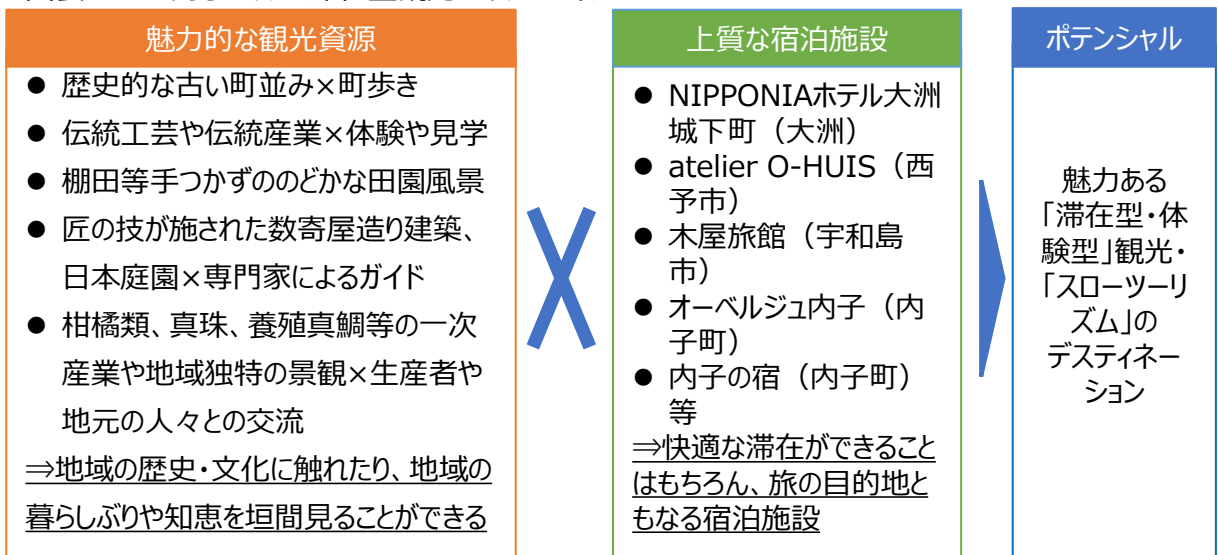 魅力的な観光資源
● 歴史的な古い町並み×町歩き
● 伝統工芸や伝統産業×体験や見学
● 棚田等手つかずののどかな田園風景
● 匠の技が施された数寄屋造り建築、
日本庭園×専門家によるガイド
● 柑橘類、真珠、養殖真鯛等の一次
産業や地域独特の景観×生産者や
地元の人々との交流
⇒地域の歴史・文化に触れたり、地域の
暮らしぶりや知恵を垣間見ることができる
上質な宿泊施設
● NIPPONIAホテル大洲
城下町（大洲）
● atelier O-HUIS（西
予市）
● 木屋旅館（宇和島
市）
● オーベルジュ内子（内
子町）
● 内子の宿（内子町）
等
⇒快適な滞在ができること
はもちろん、旅の目的地と
もなる宿泊施設
ポテンシャル
魅力ある
「滞在型・体
験型」観光・
「スローツーリ
ズム」の
デスティネー
ション